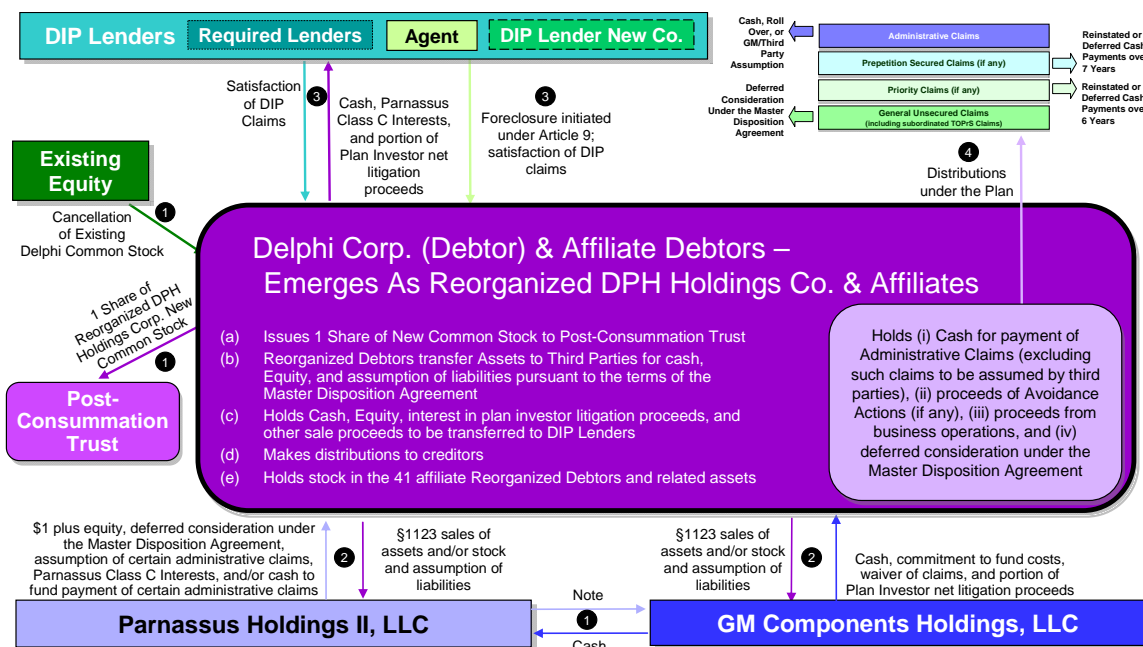 DIP Lenders
Required Lenders
Agent
DIP Lender New Co.
Cash, Roll
Over, or
GM/Third
Party
Assumption
Deferred
Consideration
Under the Master
Disposition
Agreement
Administrative Claims
Prepetition Secured Claims (if any)
Priority Claims (if any)
General Unsecured Claims
(including subordinated TOPrS Claims)
Reinstated or
Deferred Cash
Payments over
7 Years
Reinstated or
Deferred Cash
Payments over
6 Years
Satisfaction
of DIP
Claims
3
Cash, Parnassus
Class C Interests,
and portion of
Plan Investor net
litigation
proceeds
3
Foreclosure initiated
under Article 9;
satisfaction of DIP
claims
4
Distributions
under the Plan
Existing
Equity
1
Cancellation
of Existing
Delphi Common Stock
1 Share of
Reorganized DPH
Holdings Corp. New
Common Stock
1
Post-
Consummation
Trust
Delphi Corp. (Debtor) & Affiliate Debtors –
Emerges As Reorganized DPH Holdings Co. & Affiliates
(a) Issues 1 Share of New Common Stock to Post-Consummation Trust
(b) Reorganized Debtors transfer Assets to Third Parties for cash,
Equity, and assumption of liabilities pursuant to the terms of the
Master Disposition Agreement
(c) Holds Cash, Equity, interest in plan investor litigation proceeds, and
other sale proceeds to be transferred to DIP Lenders
(d) Makes distributions to creditors
(e) Holds stock in the 41 affiliate Reorganized Debtors and related assets
Holds (i) Cash for payment of
Administrative Claims (excluding
such claims to be assumed by third
parties), (ii) proceeds of Avoidance
Actions (if any), (iii) proceeds from
business operations, and (iv)
deferred consideration under the
Master Disposition Agreement
$1 plus equity, deferred consideration under
the Master Disposition Agreement,
assumption of certain administrative claims,
Parnassus Class C Interests, and/or cash to
fund payment of certain administrative claims
2
§1123 sales of
assets and/or stock
and assumption of
liabilities
§1123 sales of
assets and/or stock
and assumption of
liabilities
2
Cash, commitment to fund costs,
waiver of claims, and portion of
Plan Investor net litigation proceeds
Parnassus Holdings II, LLC
Note
1
Cash
GM Components Holdings, LLC